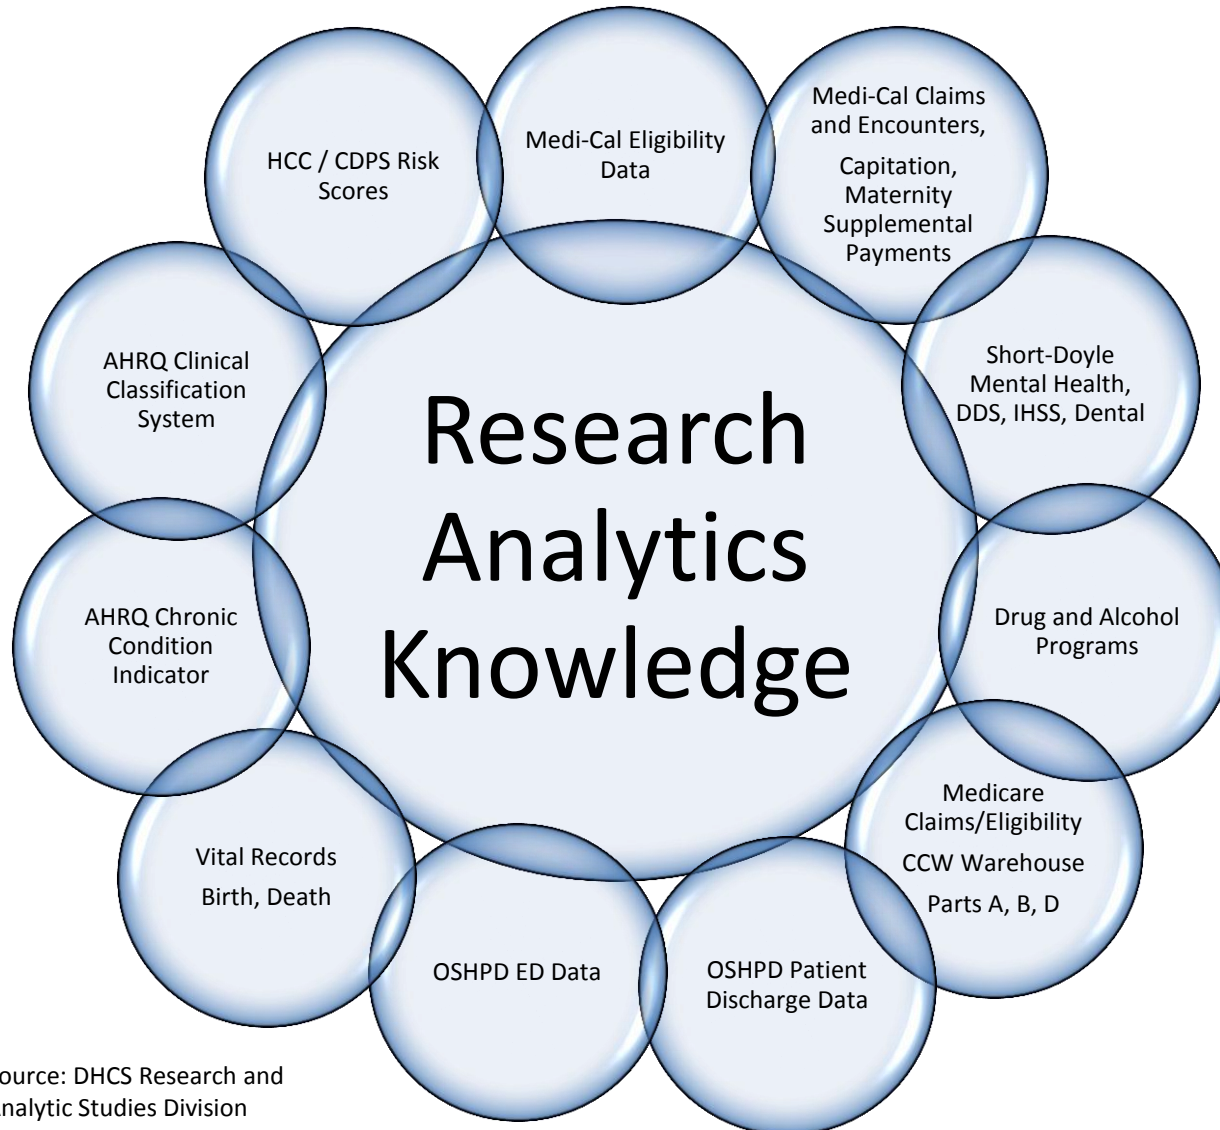 Medi-Cal Eligibility
Data
Medi-Cal Claims
and Encounters,
Capitation,
Maternity
Supplemental
Payments
Short-Doyle
Mental Health,
DDS, IHSS, Dental
Drug and Alcohol
Programs
Medicare
Claims/Eligibility
CCW Warehouse
Parts A, B, D
OSHPD Patient
Discharge Data
OSHPD ED Data
Vital Records
Birth, Death
AHRQ Chronic
Condition
Indicator
AHRQ Clinical
Classification
System
HCC / CDPS Risk
Scores
Research
Analytics
Knowledge
ource: DHCS Research and
nalytic Studies Division